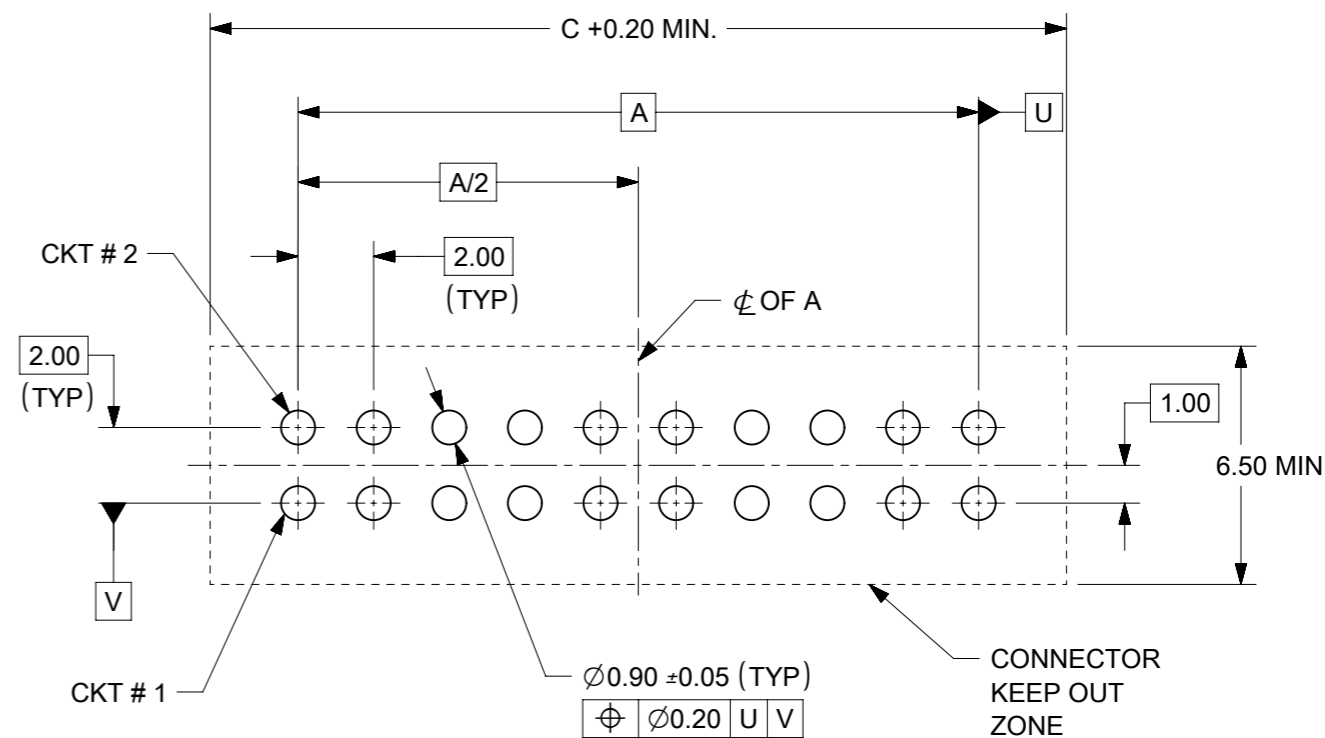 C +0.20 MIN.
A
U
A/2
CKT # 2
2.00
(TYP)
℄ OF A
2.00
(TYP)
1.00
6.50 MIN
V
CKT # 1
∅0.90 ±0.05 (TYP)
⌖ ∅0.20 U V
CONNECTOR
KEEP OUT
ZONE